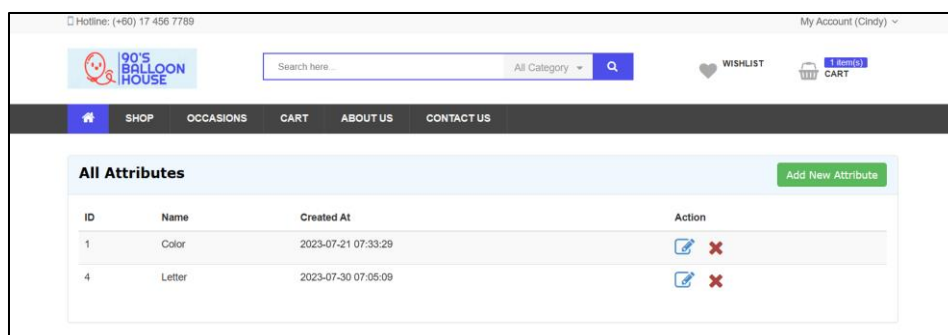 Hotline: (+60) 17 456 7789 My Account (Cindy)
90'S
BALLOON
HOUSE
Search here... All Category
WISHLIST
1 item(s)
CART
SHOP OCCASIONS CART ABOUT US CONTACT US
All Attributes Add New Attribute
ID Name Created At Action
1 Color 2023-07-21 07:33:29
4 Letter 2023-07-30 07:05:09